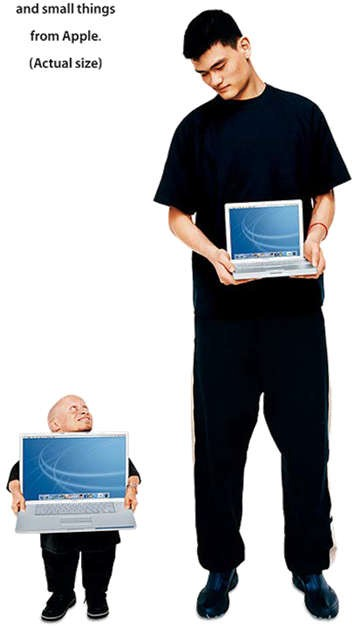 and small things
from Apple.
(Actual size)